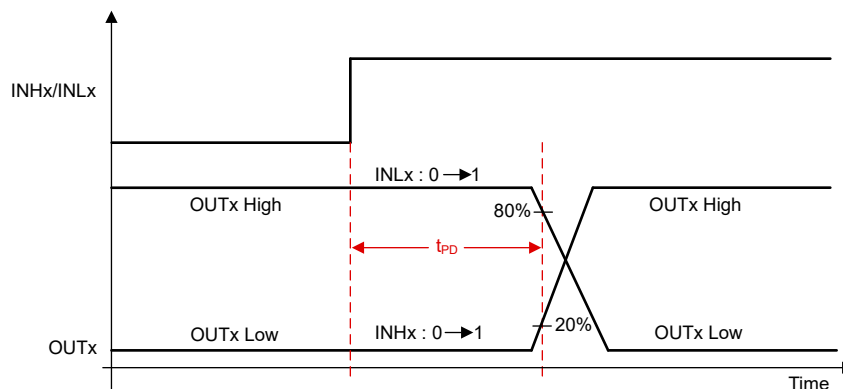 INHx/INLx
INLx : 0 → 1
OUTx High
80%
OUTx High
tPD
20%
OUTx Low
INHx : 0 → 1
OUTx Low
OUTx
Time